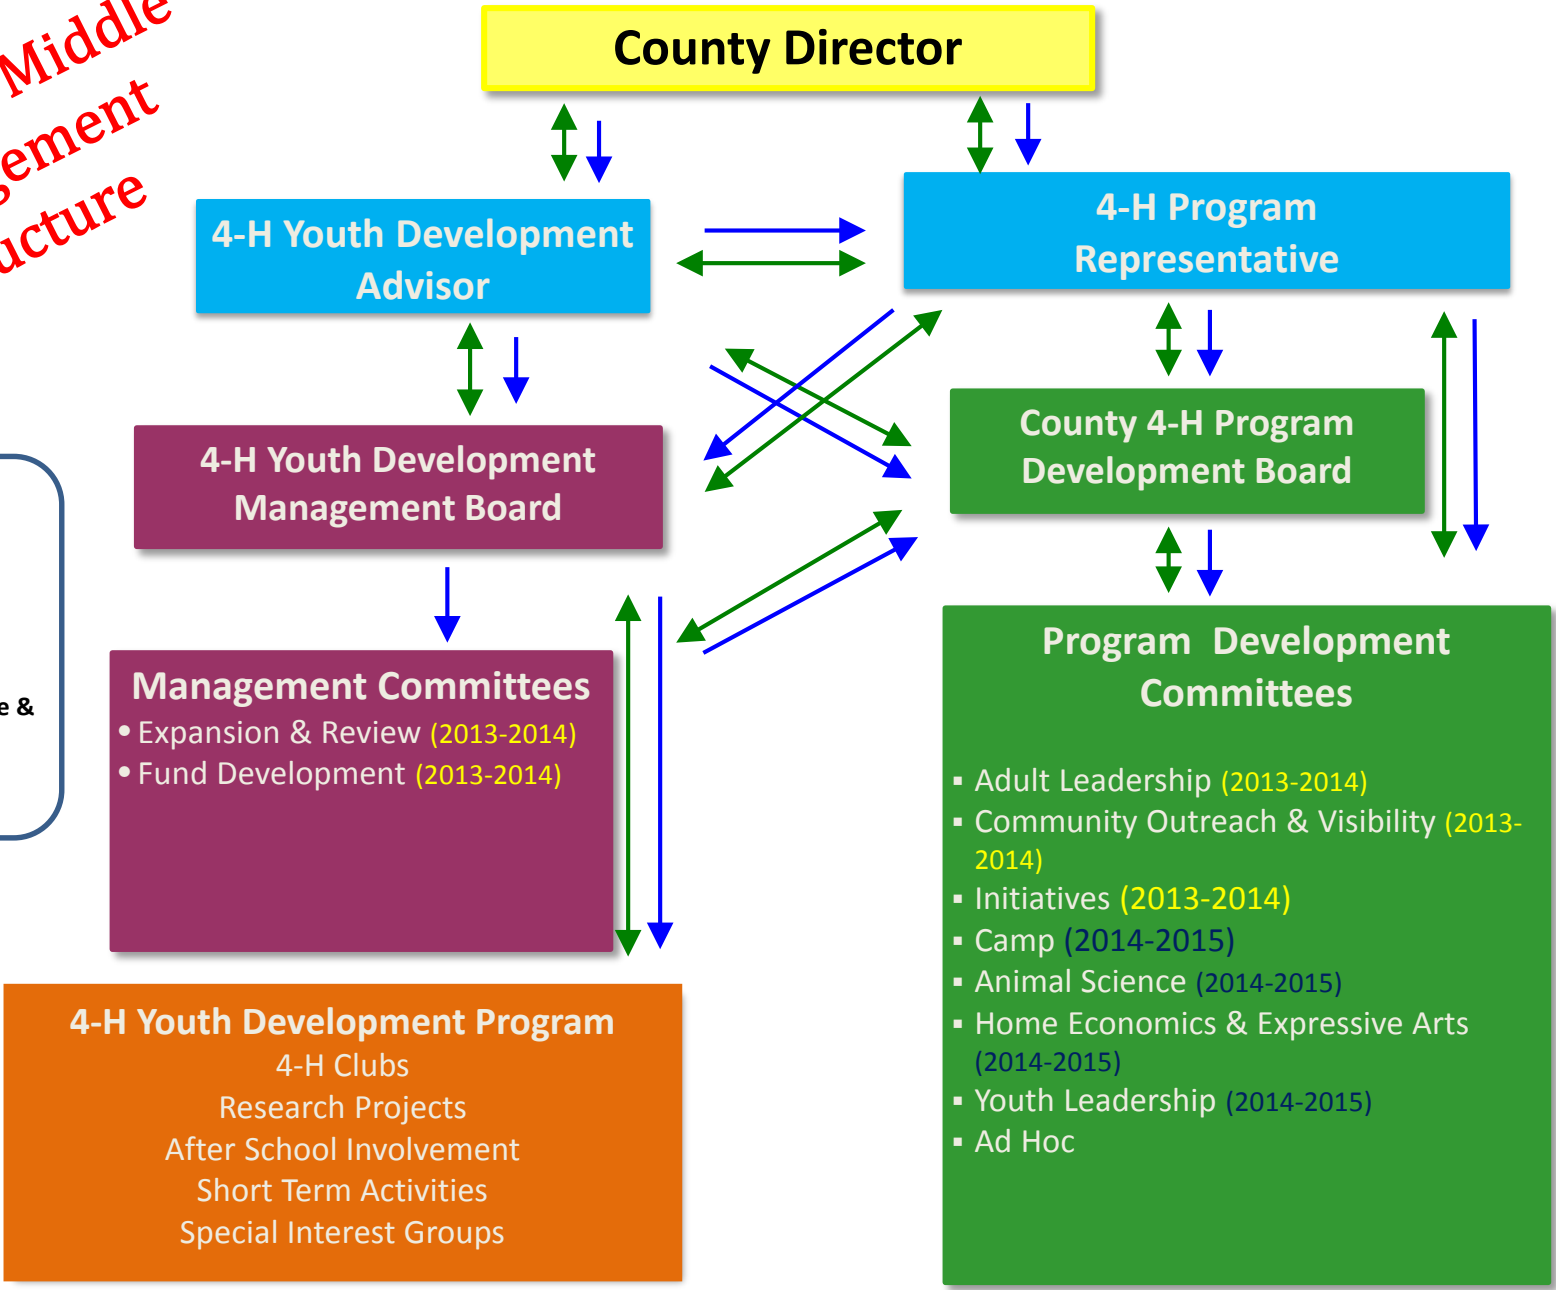 Middle
County Director
4-H Youth Development
Advisor
4-H Program
Representative
4-H Youth Development
Management Board
County 4-H Program
Development Board
&
Management Committees
• Expansion & Review (2013-2014)
• Fund Development (2013-2014)
Program Development
Committees
▪ Adult Leadership (2013-2014)
▪ Community Outreach & Visibility (2013-
2014)
▪ Initiatives (2013-2014)
▪ Camp (2014-2015)
▪ Animal Science (2014-2015)
▪ Home Economics & Expressive Arts
(2014-2015)
▪ Youth Leadership (2014-2015)
▪ Ad Hoc
4-H Youth Development Program
4-H Clubs
Research Projects
After School Involvement
Short Term Activities
Special Interest Groups